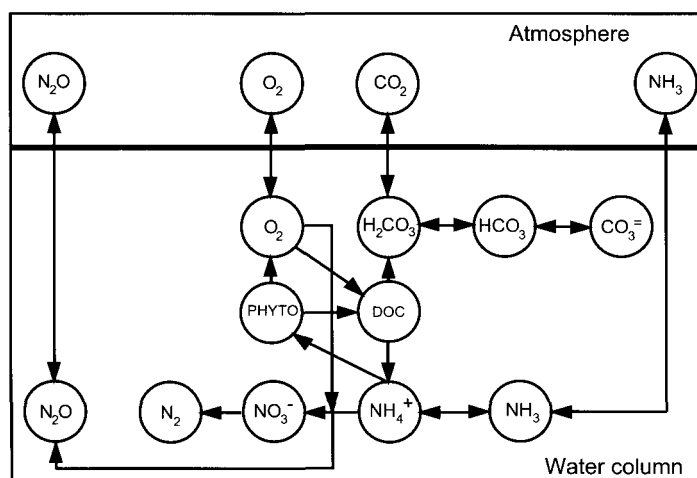 Atmosphere
N₂O
O₂
CO₂
NH₃
O₂
H₂CO₃
HCO₃
CO₃⁼
PHYTO
DOC
N₂O
N₂
NO₃⁻
NH₄⁺
NH₃
Water column